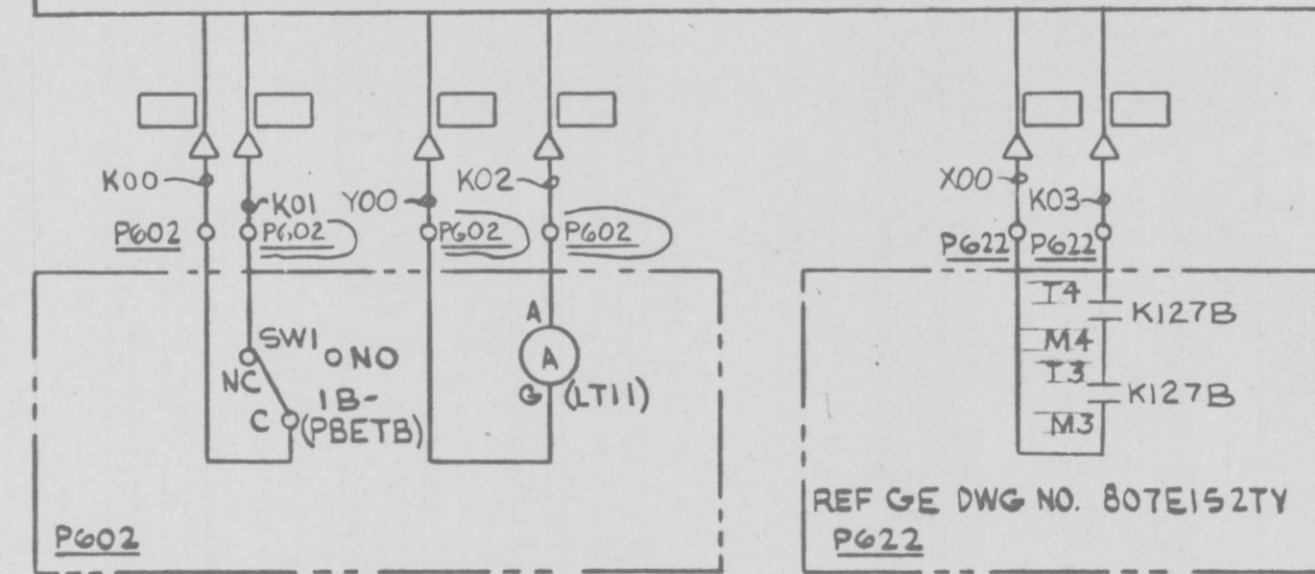 K00
K01
Y00
K02
X00
K03
P602
P602
P602
P602
P622
P622
SW1
NO
NC
1B-
C
(PBETB)
A
A
G
(LT11)
T4
K127B
M4
T3
K127B
M3
REF GE DWG NO. 807E152TY
P602
P622